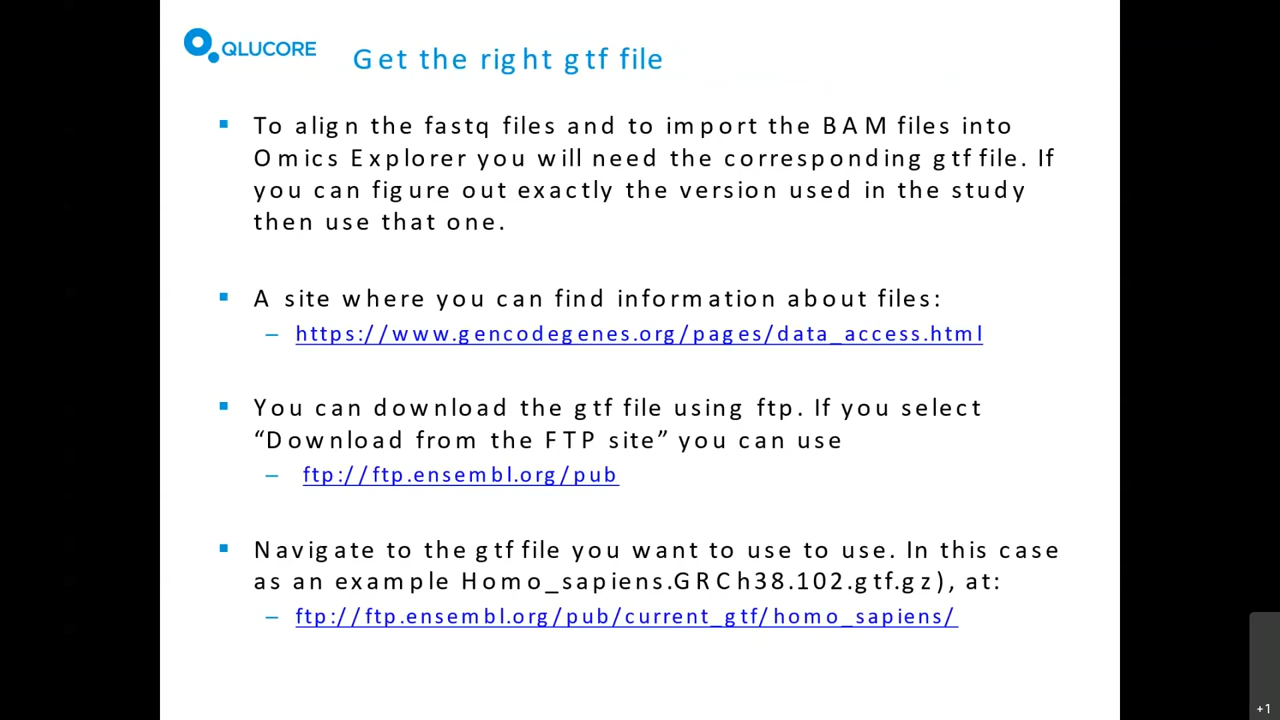 QLUCORE
Get the right gtf file
▪ To align the fastq files and to import the BAM files into
Omics Explorer you will need the corresponding gtf file. If
you can figure out exactly the version used in the study
then use that one.
▪ A site where you can find information about files:
– https://www.gencodegenes.org/pages/data_access.html
▪ You can download the gtf file using ftp. If you select
“Download from the FTP site” you can use
– ftp://ftp.ensembl.org/pub
▪ Navigate to the gtf file you want to use to use. In this case
as an example Homo_sapiens.GRCh38.102.gtf.gz), at:
– ftp://ftp.ensembl.org/pub/current_gtf/homo_sapiens/
+1